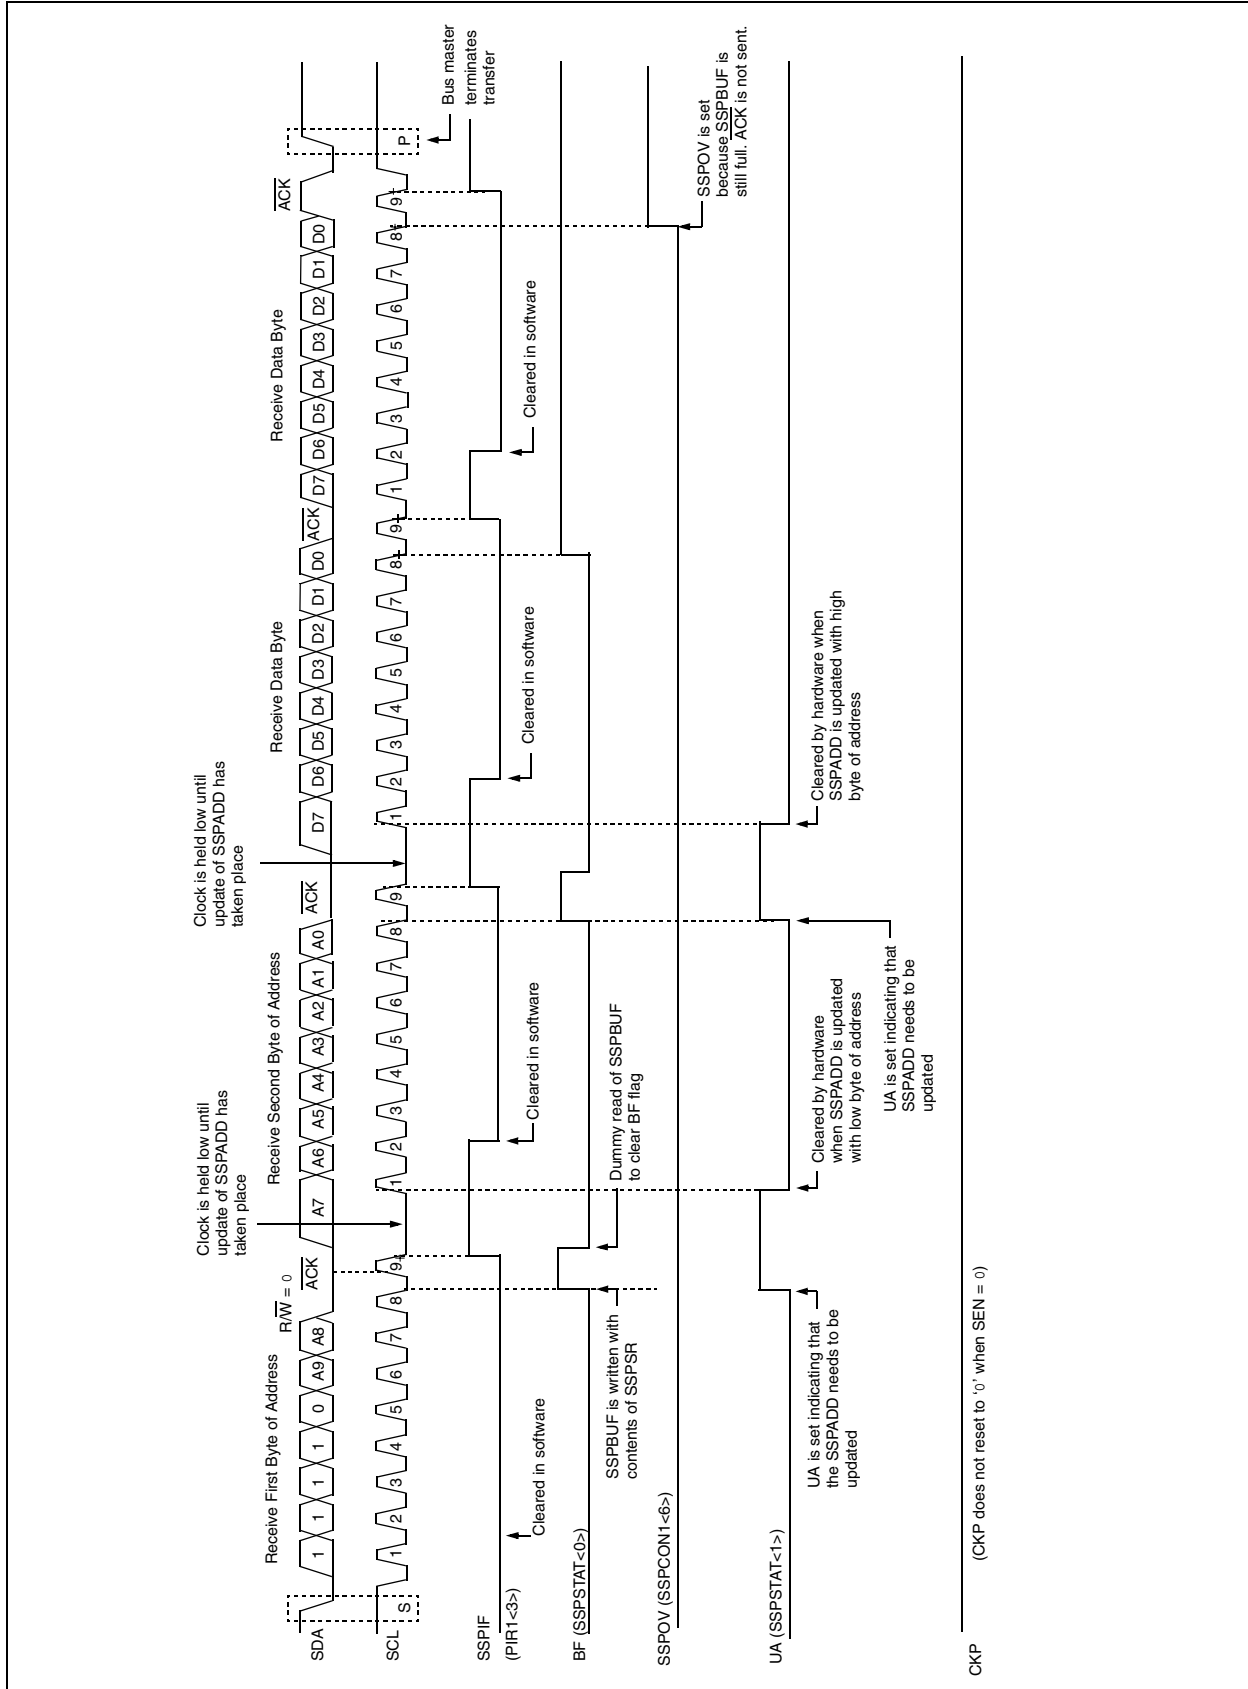 Receive First Byte of Address
R/W = 0
ACK
Clock is held low until
update of SSPADD has
taken place
Receive Second Byte of Address
ACK
Clock is held low until
update of SSPADD has
taken place
Receive Data Byte
ACK
Receive Data Byte
ACK
SDA
1 1 1 1 0 A9 A8 A7 A6 A5 A4 A3 A2 A1 A0 D7 D6 D5 D4 D3 D2 D1 D0 D7 D6 D5 D4 D3 D2 D1 D0
SCL
S 1 2 3 4 5 6 7 8 9 1 2 3 4 5 6 7 8 9 1 2 3 4 5 6 7 8 9 1 2 3 4 5 6 7 8 9 P
Bus master
terminates
transfer
SSPIF
(PIR1<3>)
Cleared in software
Cleared in software
Cleared in software
Cleared in software
BF (SSPSTAT<0>)
SSPBUF is written with
contents of SSPSR
Dummy read of SSPBUF
to clear BF flag
SSPOV (SSPCON1<6>)
SSPOV is set
because SSPBUF is
still full. ACK is not sent.
UA (SSPSTAT<1>)
UA is set indicating that
the SSPADD needs to be
updated
Cleared by hardware
when SSPADD is updated
with low byte of address
UA is set indicating that
SSPADD needs to be
updated
Cleared by hardware when
SSPADD is updated with high
byte of address
CKP
(CKP does not reset to ‘0’ when SEN = 0)